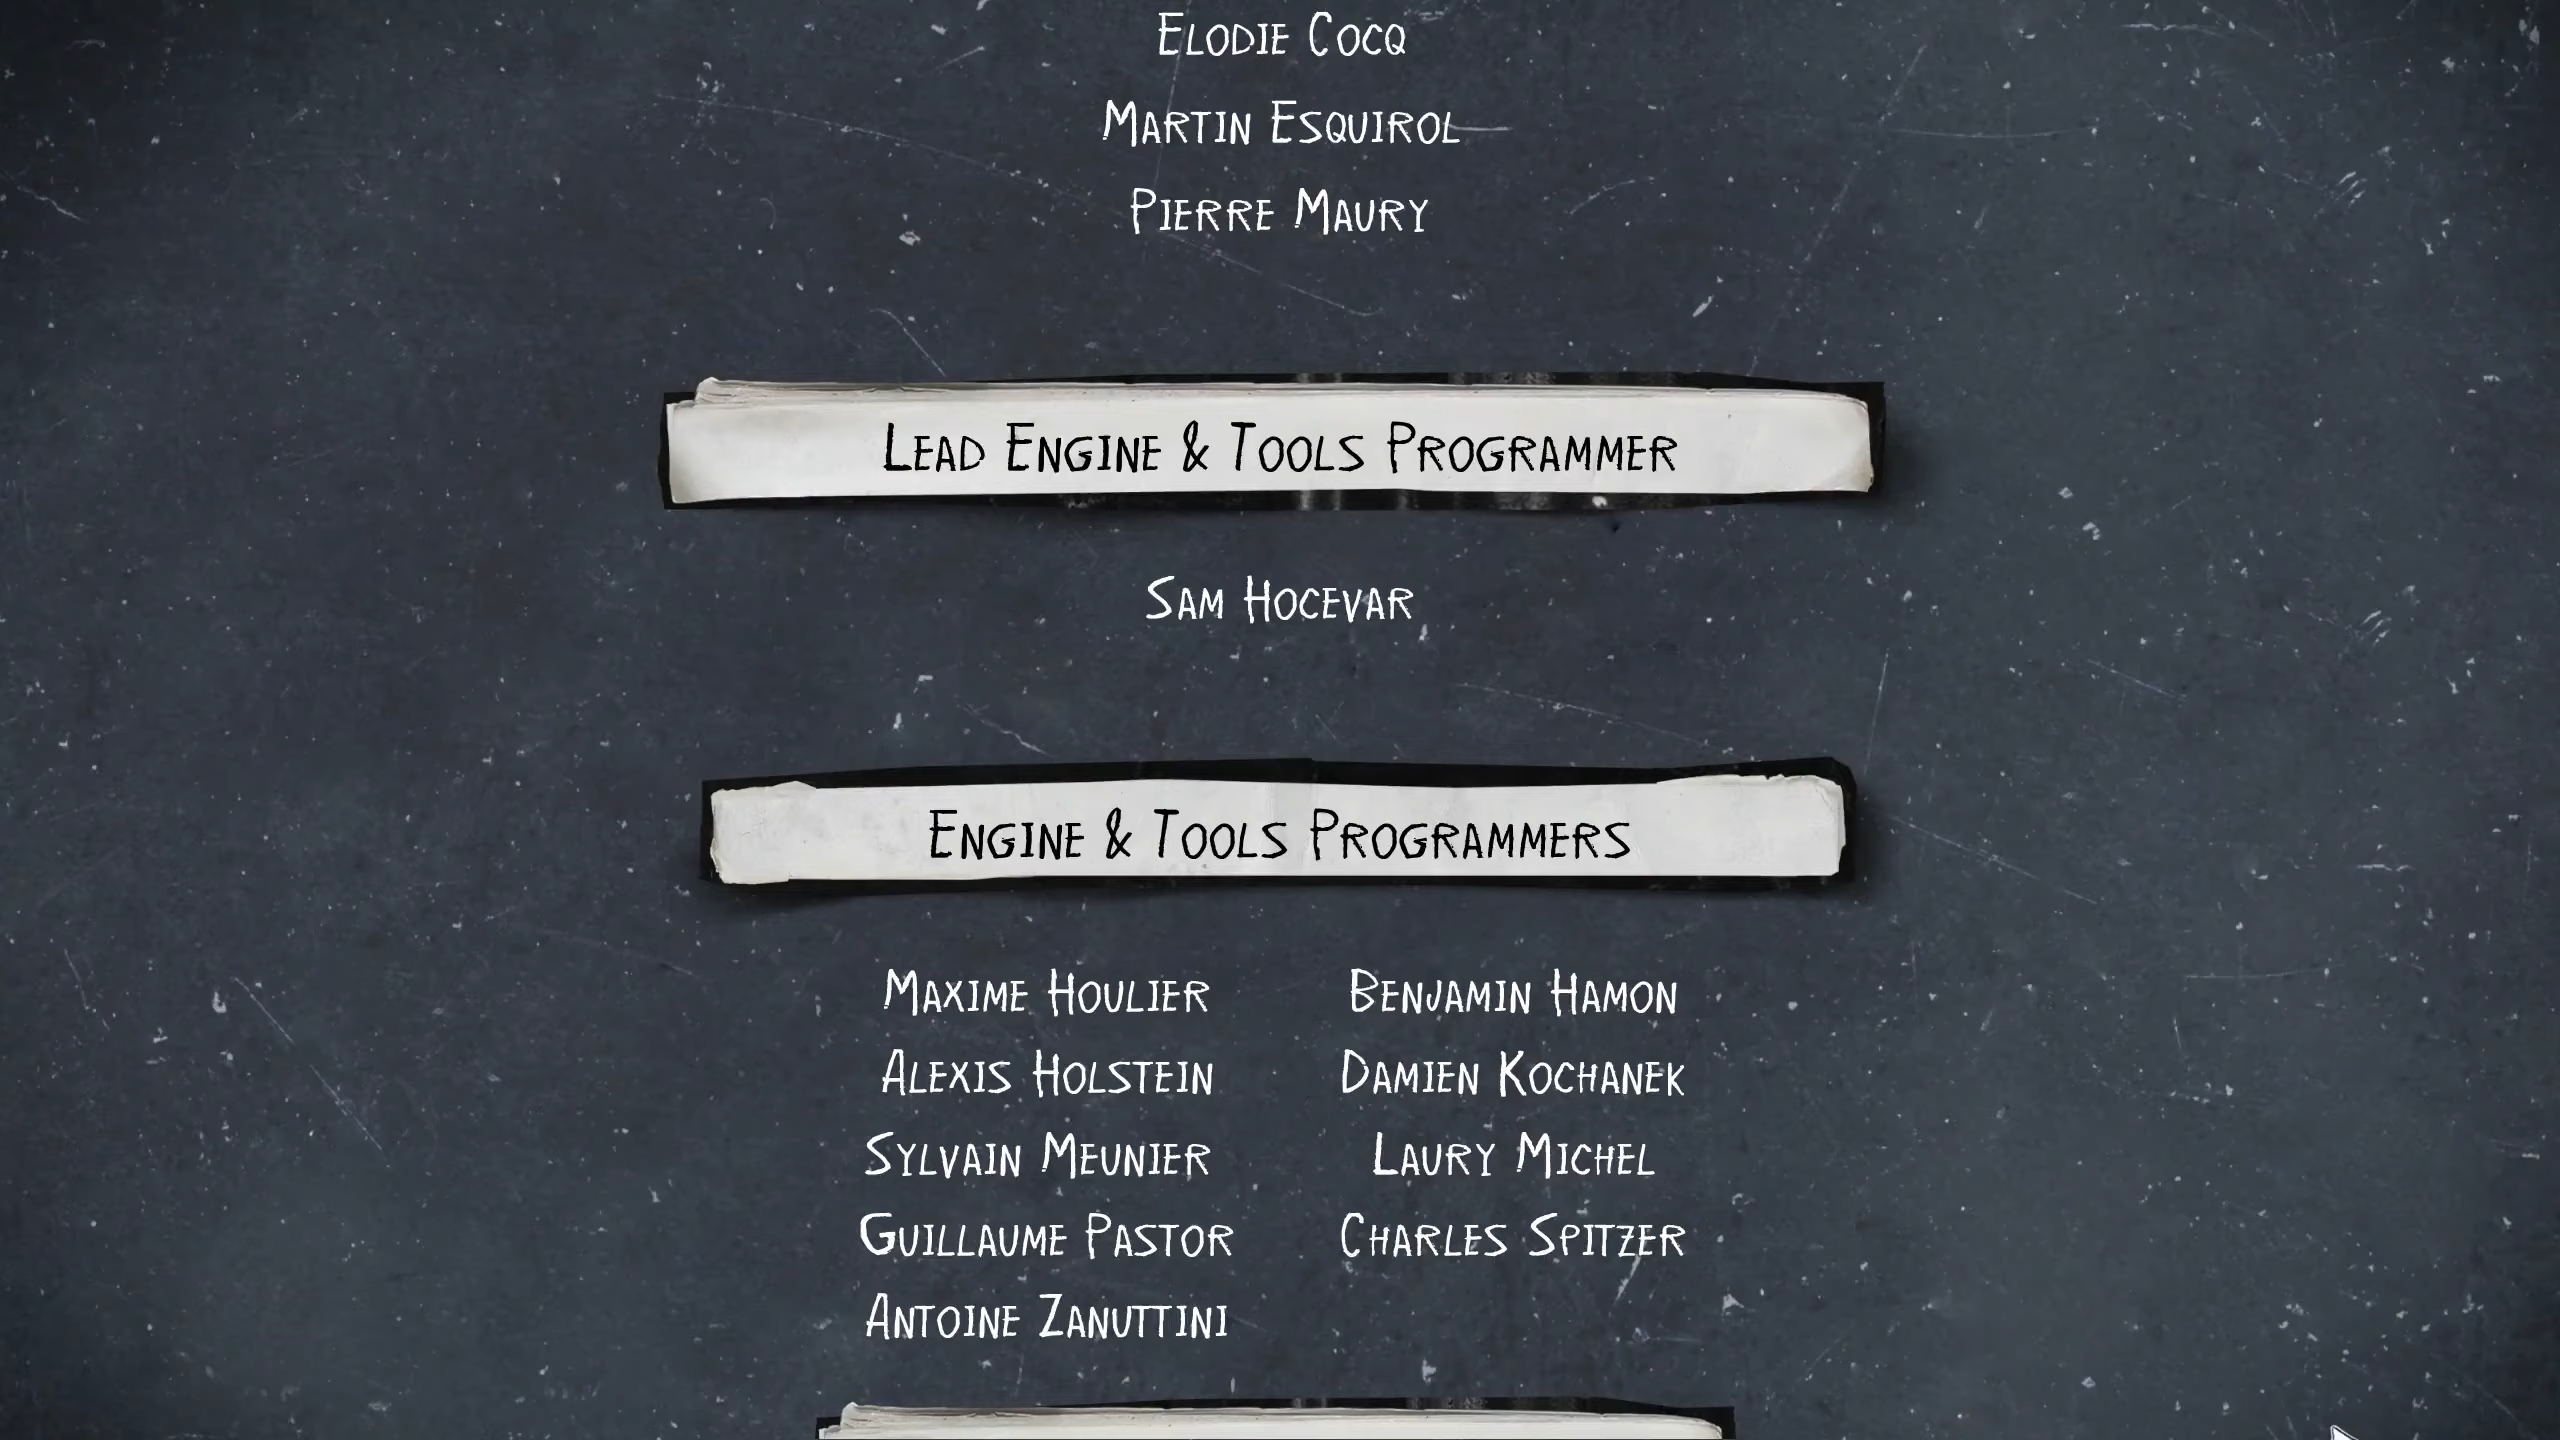 Elodie Cocq
Martin Esquirol
Pierre Maury
Lead Engine & Tools Programmer
Sam Hocevar
Engine & Tools Programmers
Maxime Houlier
Benjamin Hamon
Alexis Holstein
Damien Kochanek
Sylvain Meunier
Laury Michel
Guillaume Pastor
Charles Spitzer
Antoine Zanuttini